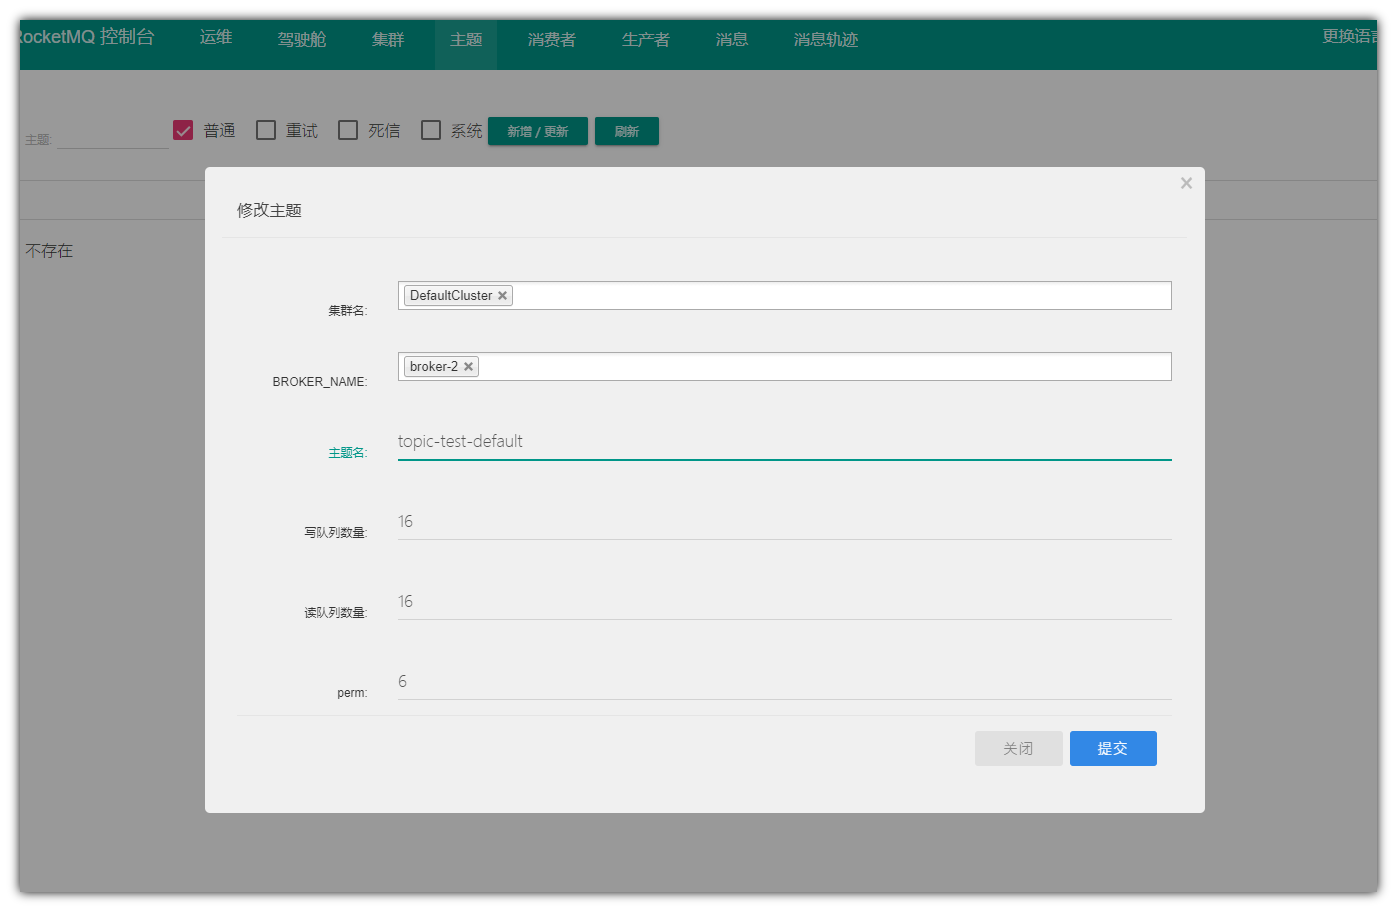 RocketMQ 控制台 运维 驾驶舱 集群 主题 消费者 生产者 消息 消息轨迹 更换语言
主题: 普通 重试 死信 系统 新增 / 更新 刷新
不存在
修改主题 ×
集群名: DefaultCluster ×
BROKER_NAME: broker-2 ×
主题名: topic-test-default
写队列数量: 16
读队列数量: 16
perm: 6
关闭 提交